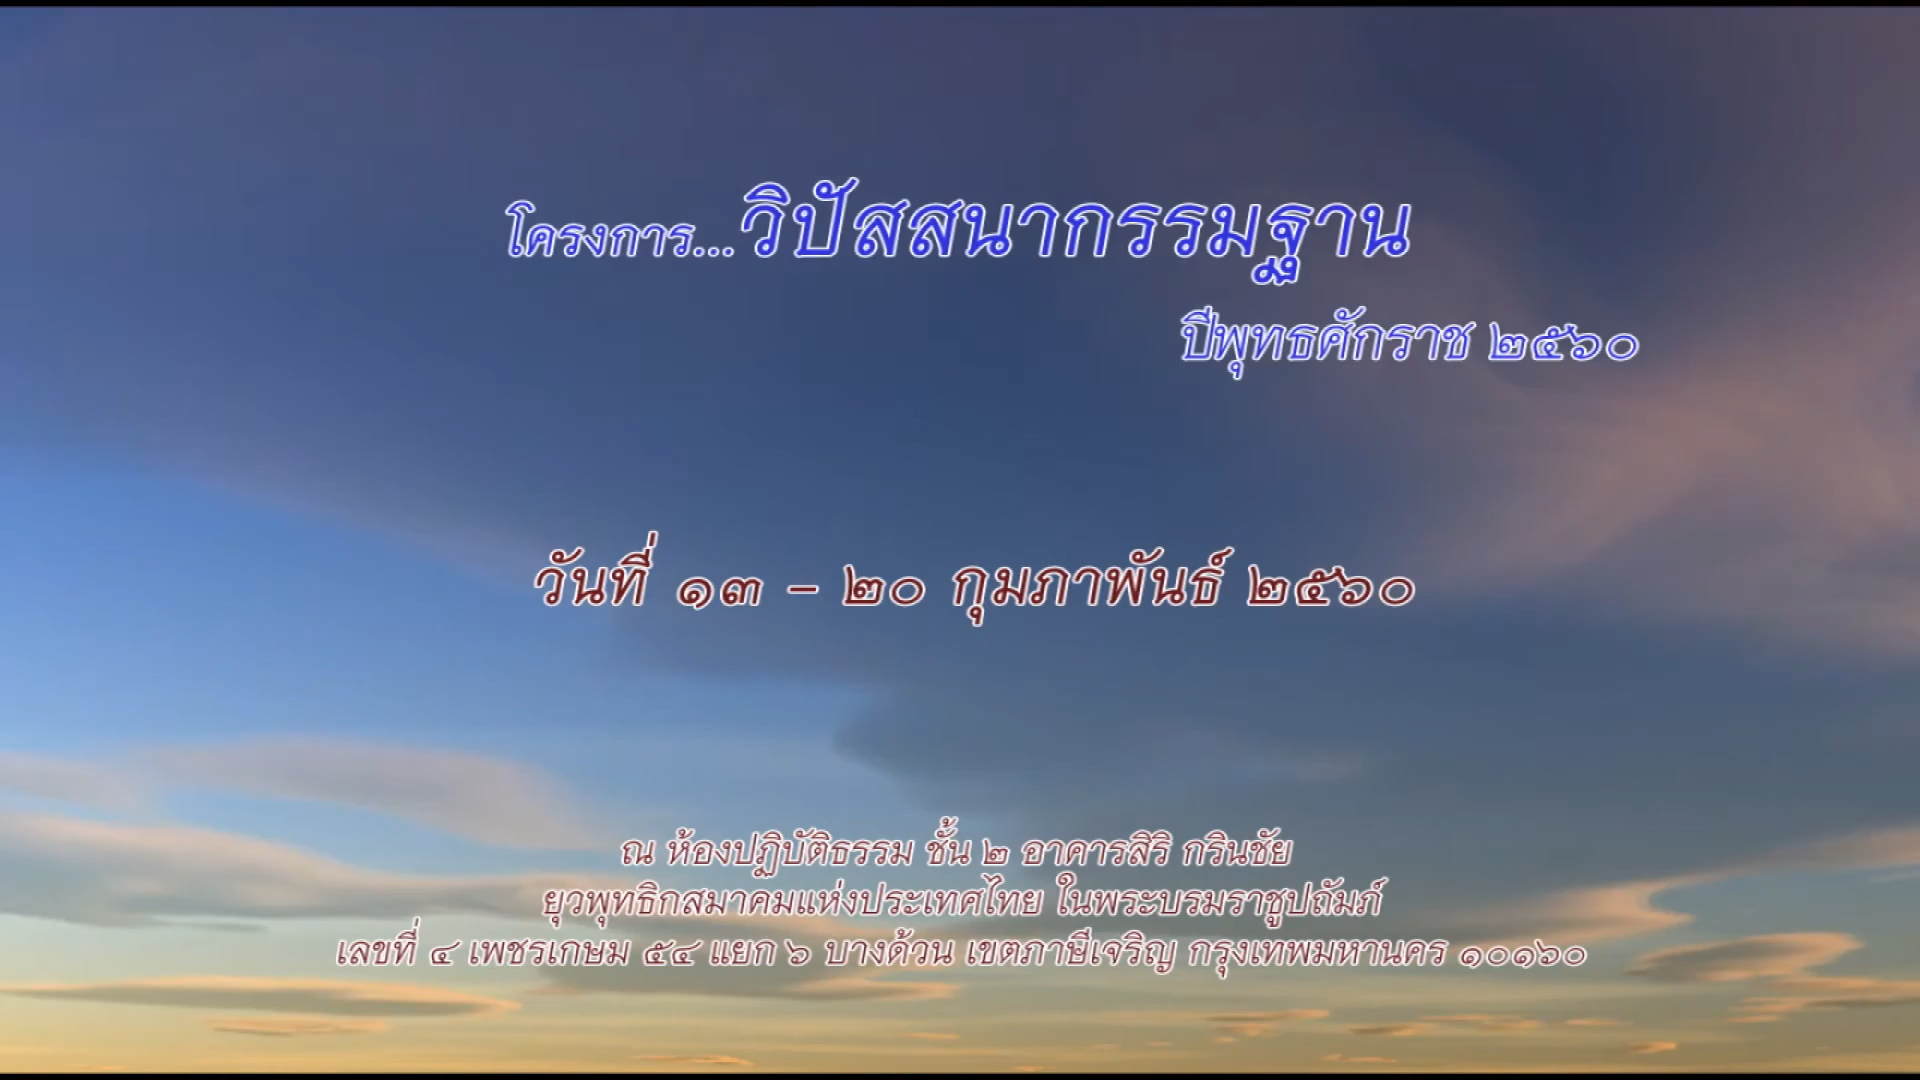 โครงการ...วิปัสสนากรรมฐาน
ปีพุทธศักราช ๒๕๖๐
วันที่ ๑๓ – ๒๐ กุมภาพันธ์ ๒๕๖๐
ณ ห้องปฏิบัติธรรม ชั้น ๒ อาคารสิริ กรินชัย
ยุวพุทธิกสมาคมแห่งประเทศไทย ในพระบรมราชูปถัมภ์
เลขที่ ๔ เพชรเกษม ๕๔ แยก ๖ บางด้วน เขตภาษีเจริญ กรุงเทพมหานคร ๑๐๑๖๐